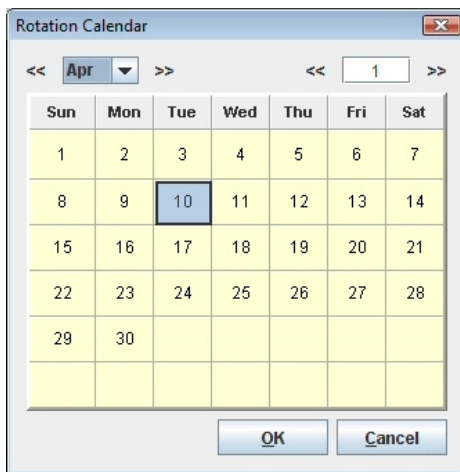 Rotation Calendar
<< Apr >> << 1 >>
Sun Mon Tue Wed Thu Fri Sat
1 2 3 4 5 6 7
8 9 10 11 12 13 14
15 16 17 18 19 20 21
22 23 24 25 26 27 28
29 30
OK Cancel